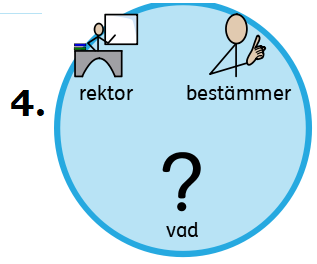 4.
rektor bestämmer
?
vad